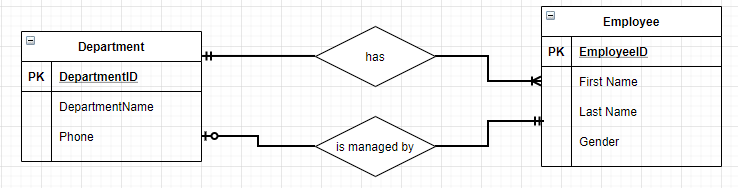 Department
PK DepartmentID
DepartmentName
Phone
has
is managed by
Employee
PK EmployeeID
First Name
Last Name
Gender